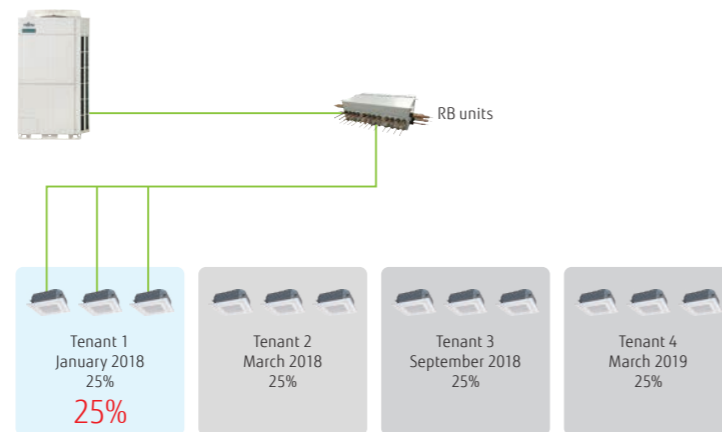 RB units
Tenant 1
January 2018
25%
25%
Tenant 2
March 2018
25%
Tenant 3
September 2018
25%
Tenant 4
March 2019
25%